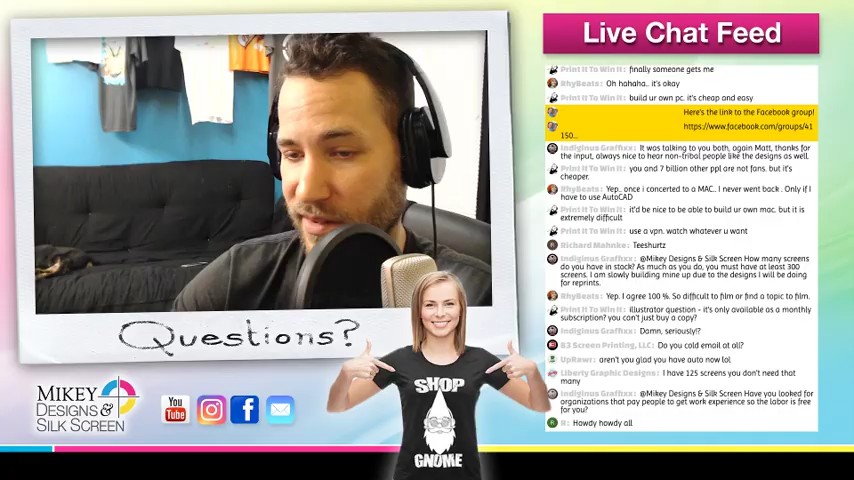 Live Chat Feed
Print It To Win It: finally someone gets me
RhyBeats: Oh hahaha.. it's okay
Print It To Win It: build ur own pc. it's cheap and easy
Here's the link to the Facebook group!
https://www.facebook.com/groups/41
150...
Indiginus Graffixx: It was talking to you both, again Matt, thanks for
the input, always nice to hear non-tribal people like the designs as well.
Print It To Win It: you and 7 billion other ppl are not fans. but it's
cheaper.
RhyBeats: Yep.. once i concerted to a MAC.. I never went back . Only if I
have to use AutoCAD
Print It To Win It: it'd be nice to be able to build ur own mac. but it is
extremely difficult
Print It To Win It: use a vpn. watch whatever u want
Richard Mahnke: Teeshurtz
Indiginus Graffixx: @Mikey Designs & Silk Screen How many screens
do you have in stock? As much as you do, you must have at least 300
screens. I am slowly building mine up due to the designs I will be doing
for reprints.
RhyBeats: Yep. I agree 100 %. So difficult to film or find a topic to film.
Print It To Win It: illustrator question - it's only available as a monthly
subscription? you can't just buy a copy?
Indiginus Graffixx: Damn, seriously!?
83 Screen Printing, LLC: Do you cold email at all?
UpRawr: aren't you glad you have auto now lol
Liberty Graphic Designs: I have 125 screens you don't need that
many
Indiginus Graffixx: @Mikey Designs & Silk Screen Have you looked for
organizations that pay people to get work experience so the labor is free
for you?
R: Howdy howdy all
Questions?
MIKEY
DESIGNS &
SILK SCREEN
You
Tube
SHOP
GNOME